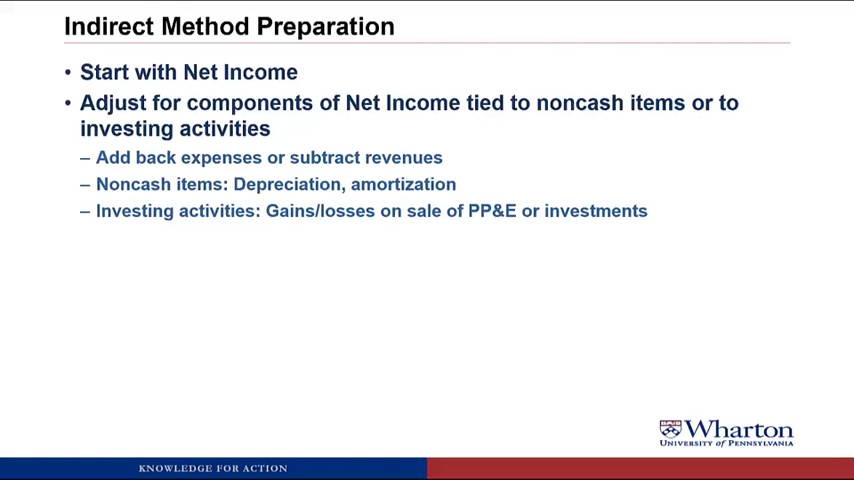 Indirect Method Preparation
• Start with Net Income
• Adjust for components of Net Income tied to noncash items or to
investing activities
– Add back expenses or subtract revenues
– Noncash items: Depreciation, amortization
– Investing activities: Gains/losses on sale of PP&E or investments
Wharton
UNIVERSITY of PENNSYLVANIA
KNOWLEDGE FOR ACTION